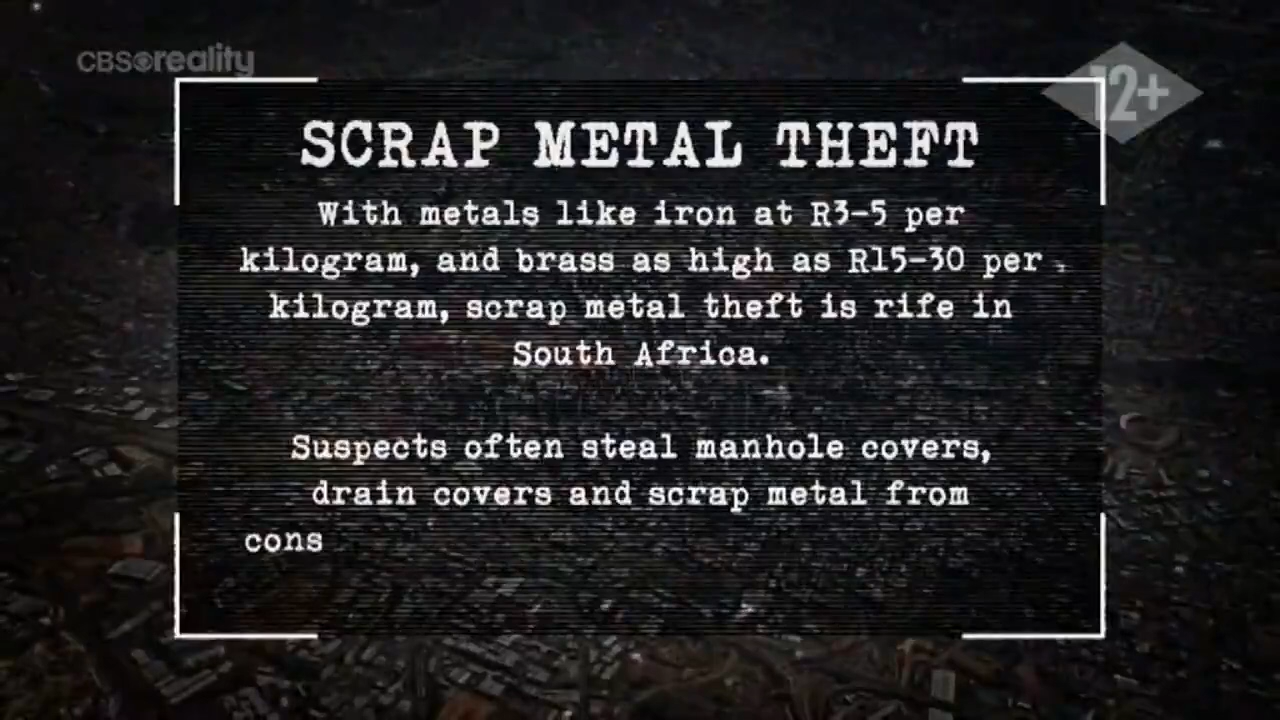 CBS reality
12+
SCRAP METAL THEFT
With metals like iron at R3-5 per
kilogram, and brass as high as R15-30 per
kilogram, scrap metal theft is rife in
South Africa.
Suspects often steal manhole covers,
drain covers and scrap metal from
cons